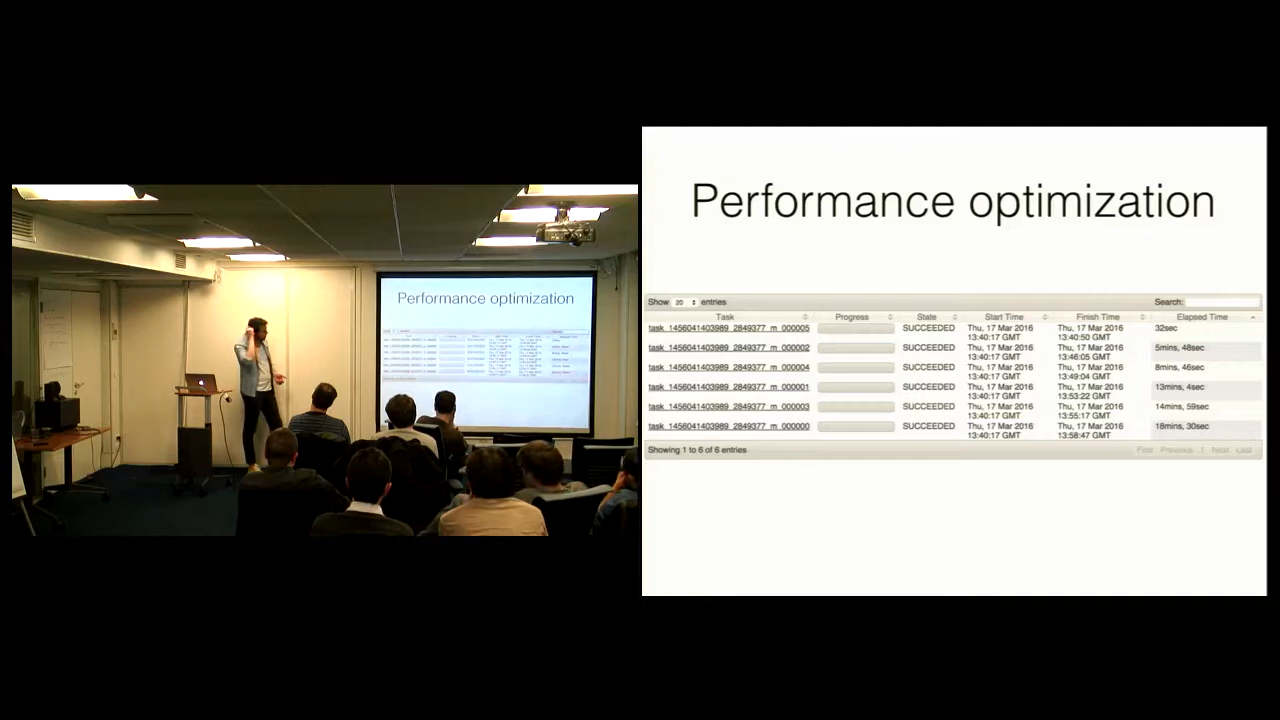 Performance optimization
Performance optimization
Show 20 entries Search:
Task Progress State Start Time Finish Time Elapsed Time
task_1456041403989_2849377_m_000005 SUCCEEDED Thu, 17 Mar 2016 13:40:17 GMT Thu, 17 Mar 2016 13:40:50 GMT 32sec
task_1456041403989_2849377_m_000002 SUCCEEDED Thu, 17 Mar 2016 13:40:17 GMT Thu, 17 Mar 2016 13:46:05 GMT 5mins, 48sec
task_1456041403989_2849377_m_000004 SUCCEEDED Thu, 17 Mar 2016 13:40:17 GMT Thu, 17 Mar 2016 13:49:04 GMT 8mins, 46sec
task_1456041403989_2849377_m_000001 SUCCEEDED Thu, 17 Mar 2016 13:40:17 GMT Thu, 17 Mar 2016 13:53:22 GMT 13mins, 4sec
task_1456041403989_2849377_m_000003 SUCCEEDED Thu, 17 Mar 2016 13:40:17 GMT Thu, 17 Mar 2016 13:55:17 GMT 14mins, 59sec
task_1456041403989_2849377_m_000000 SUCCEEDED Thu, 17 Mar 2016 13:40:17 GMT Thu, 17 Mar 2016 13:58:47 GMT 18mins, 30sec
Showing 1 to 6 of 6 entries First Previous 1 Next Last